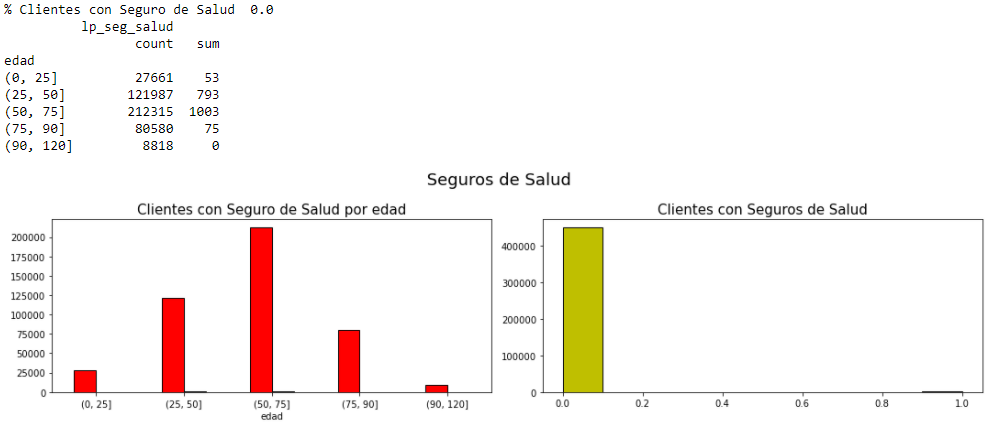 % Clientes con Seguro de Salud  0.0
lp_seg_salud
count sum
edad
(0, 25] 27661 53
(25, 50] 121987 793
(50, 75] 212315 1003
(75, 90] 80580 75
(90, 120] 8818 0
Seguros de Salud
Clientes con Seguro de Salud por edad
200000
175000
150000
125000
100000
75000
50000
25000
0
(0, 25] (25, 50] (50, 75] (75, 90] (90, 120]
edad
Clientes con Seguros de Salud
400000
300000
200000
100000
0
0.0 0.2 0.4 0.6 0.8 1.0